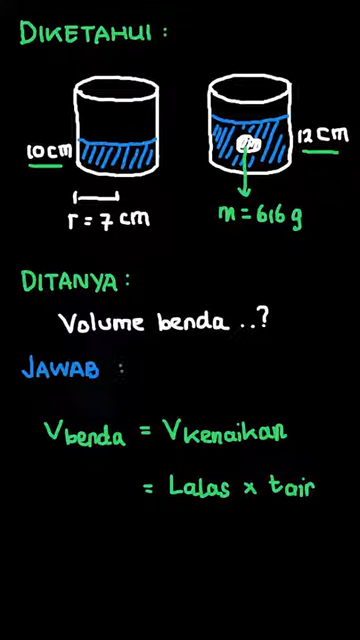 DIKETAHUI :
10 cm
12 cm
r = 7 cm
m = 616 g
DITANYA :
Volume benda ..?
JAWAB :
Vbenda = Vkenaikan
= Lalas x tair